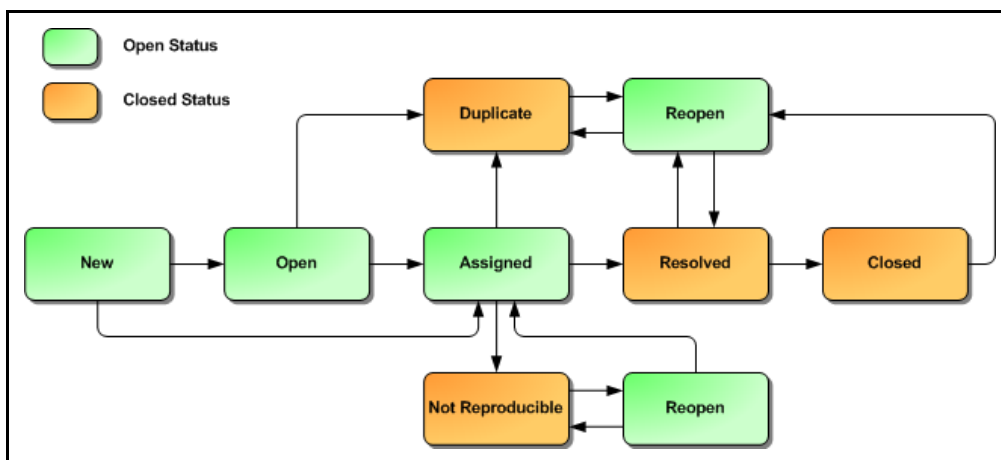 Open Status
Closed Status
Duplicate
Reopen
New
Open
Assigned
Resolved
Closed
Not Reproducible
Reopen